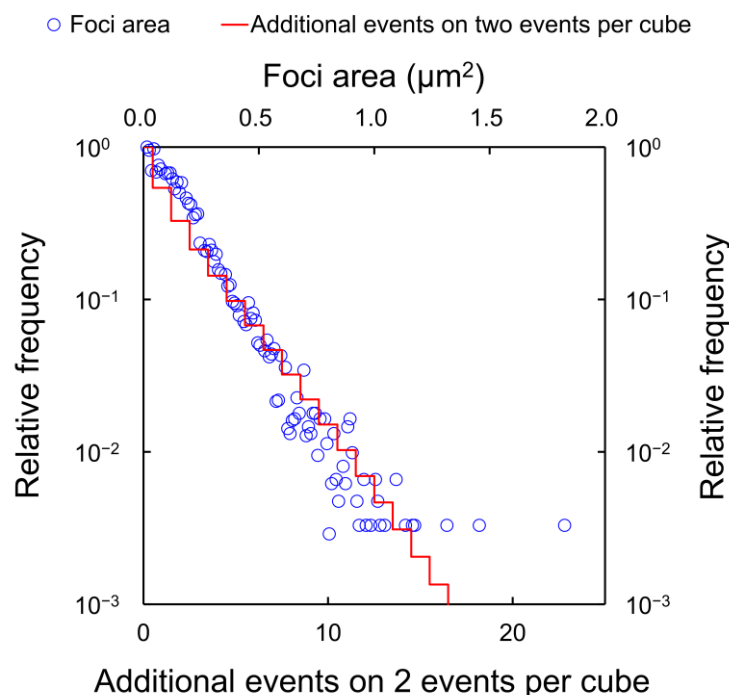 Foci area Additional events on two events per cube
Foci area (μm²)
0.0 0.5 1.0 1.5 2.0
10⁰ 10⁰
10⁻¹ 10⁻¹
10⁻² 10⁻²
10⁻³ 10⁻³
Relative frequency
Relative frequency
0 10 20
Additional events on 2 events per cube